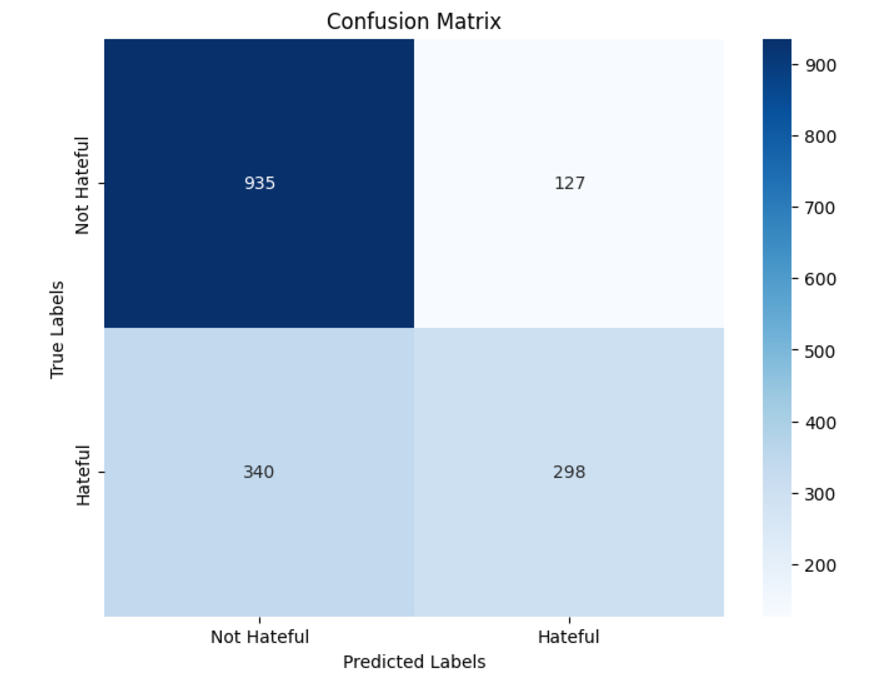 Confusion Matrix
Not Hateful
935
127
Hateful
340
298
True Labels
Not Hateful
Hateful
Predicted Labels
900
800
700
600
500
400
300
200